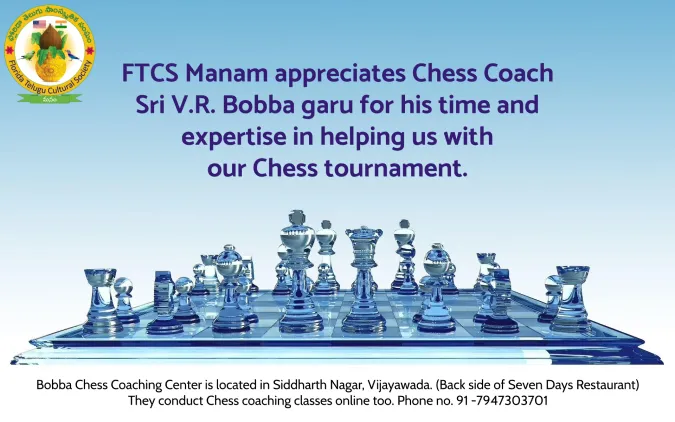 Florida Telugu Cultural Society
FTCS Manam appreciates Chess Coach
Sri V.R. Bobba garu for his time and
expertise in helping us with
our Chess tournament.
Bobba Chess Coaching Center is located in Siddharth Nagar, Vijayawada. (Back side of Seven Days Restaurant)
They conduct Chess coaching classes online too. Phone no. 91 -7947303701